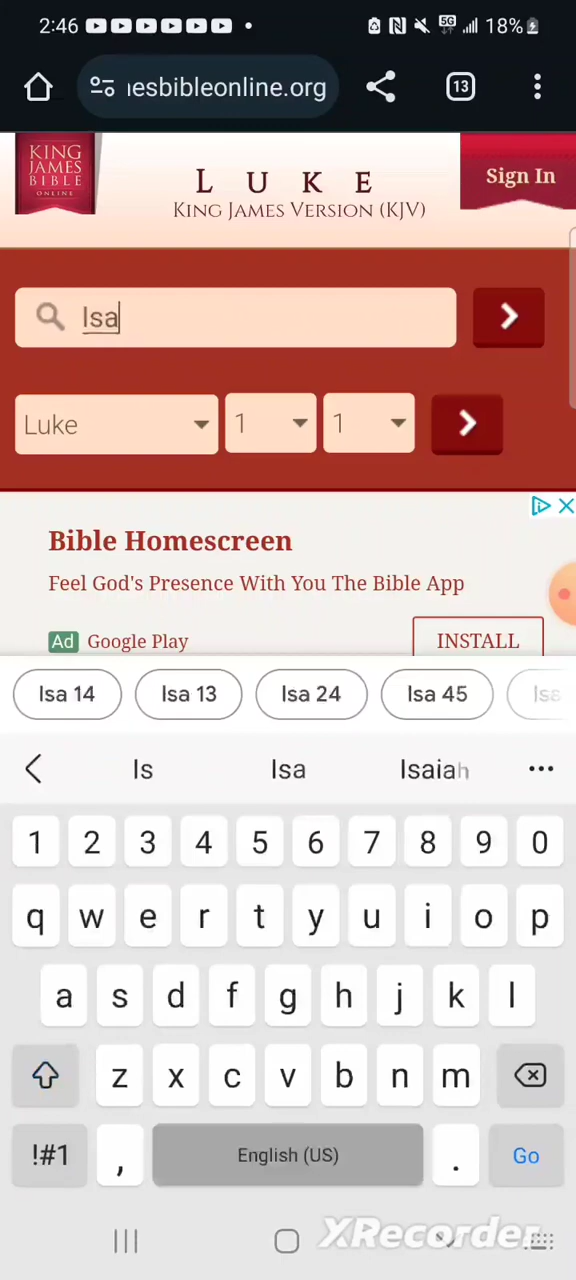 2:46 5G 18%
nesbibleonline.org 13
KING JAMES BIBLE ONLINE
LUKE
KING JAMES VERSION (KJV)
Sign In
Isa
Luke 1 1
Bible Homescreen
Feel God's Presence With You The Bible App
Ad Google Play INSTALL
Isa 14 Isa 13 Isa 24 Isa 45 Isa
Is Isa Isaiah ...
1 2 3 4 5 6 7 8 9 0
q w e r t y u i o p
a s d f g h j k l
z x c v b n m
!#1 , English (US) . Go
XRecorder